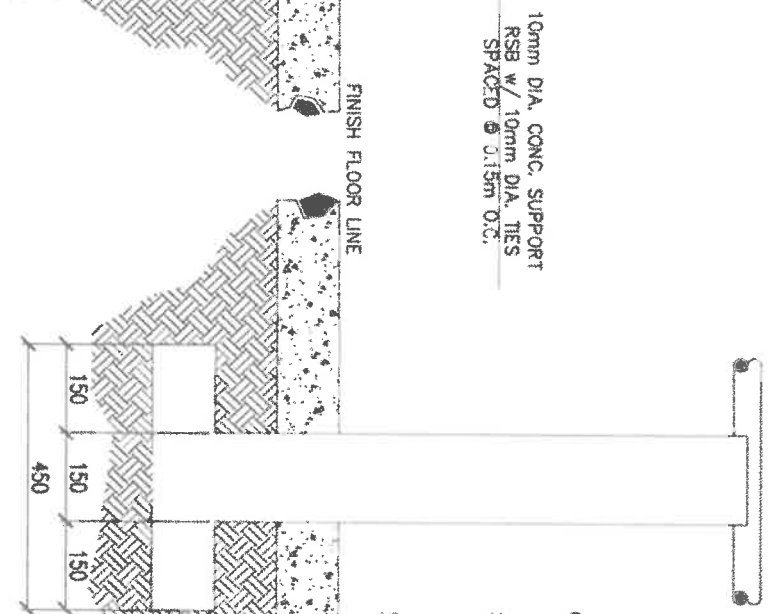 10mm DIA. CONC. SUPPORT
RSB w/ 10mm DIA. TIES
SPACED @ 0.15m O.C.
FINISH FLOOR LINE
150
150
150
450